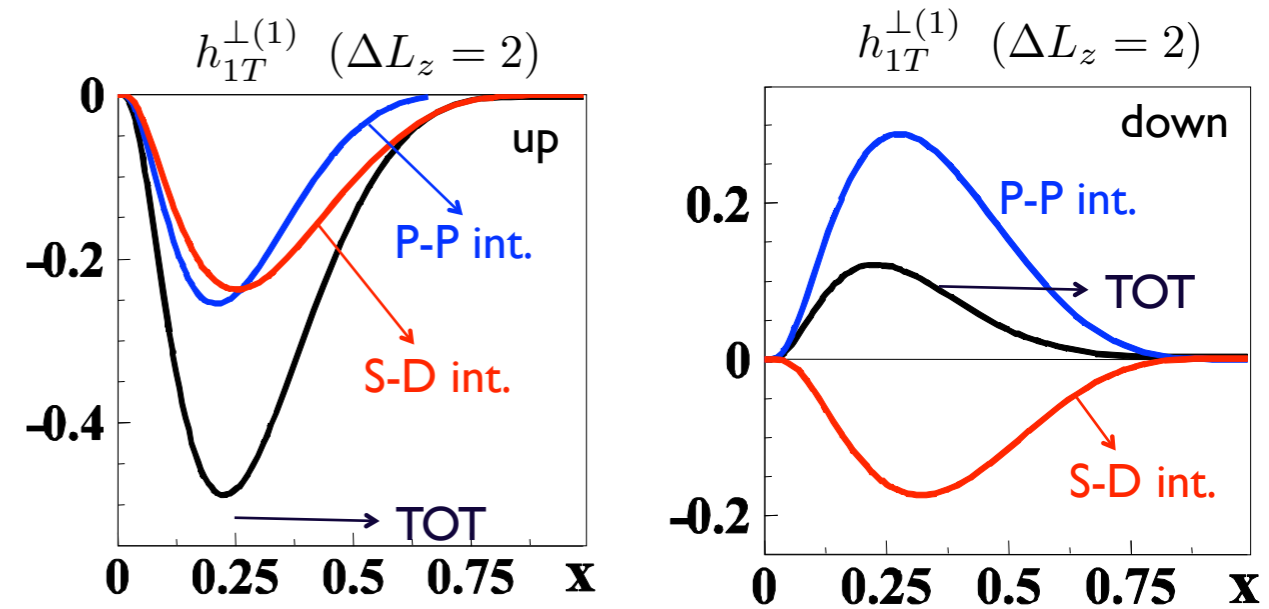 h_{1T}^{⊥(1)} (ΔL_z = 2)
0
up
-0.2
P-P int.
S-D int.
-0.4
TOT
0 0.25 0.5 0.75 x
h_{1T}^{⊥(1)} (ΔL_z = 2)
down
0.2
P-P int.
TOT
0
S-D int.
-0.2
0 0.25 0.5 0.75 x